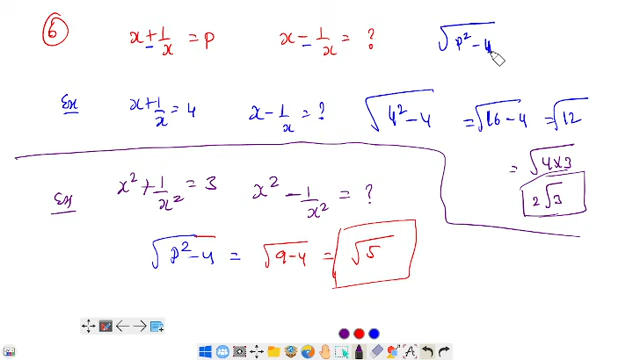 ⑥ x + 1/x = p   x - 1/x = ?   √(p² - 4)
Ex   x + 1/x = 4   x - 1/x = ?   √(4² - 4)   = √(16 - 4)   = √12
= √(4×3)
2√3
Ex   x² + 1/x² = 3   x² - 1/x² = ?
√(p² - 4) = √(9 - 4) = √5